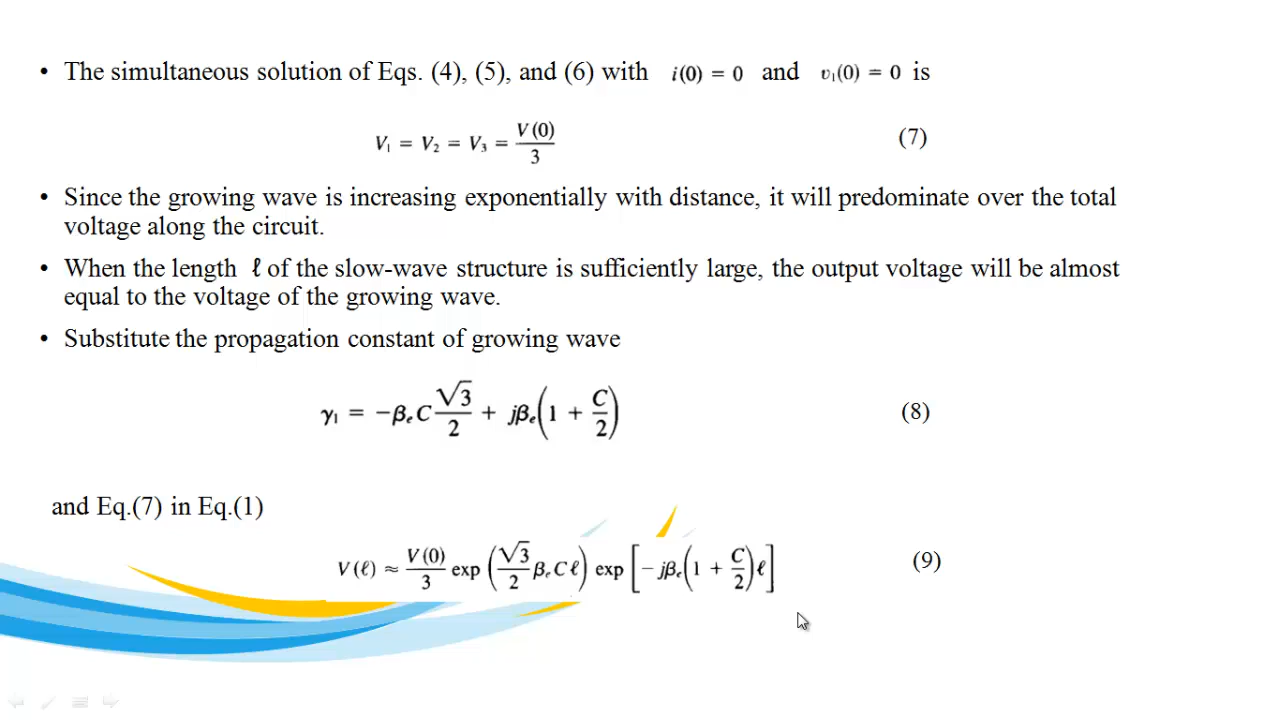 • The simultaneous solution of Eqs. (4), (5), and (6) with i(0) = 0 and υ₁(0) = 0 is
V₁ = V₂ = V₃ = V(0)/3 (7)
• Since the growing wave is increasing exponentially with distance, it will predominate over the total
voltage along the circuit.
• When the length ℓ of the slow-wave structure is sufficiently large, the output voltage will be almost
equal to the voltage of the growing wave.
• Substitute the propagation constant of growing wave
γ₁ = −βₑC √3/2 + jβₑ(1 + C/2) (8)
and Eq.(7) in Eq.(1)
V(ℓ) ≈ V(0)/3 exp (√3/2 βₑCℓ) exp [−jβₑ(1 + C/2)ℓ] (9)